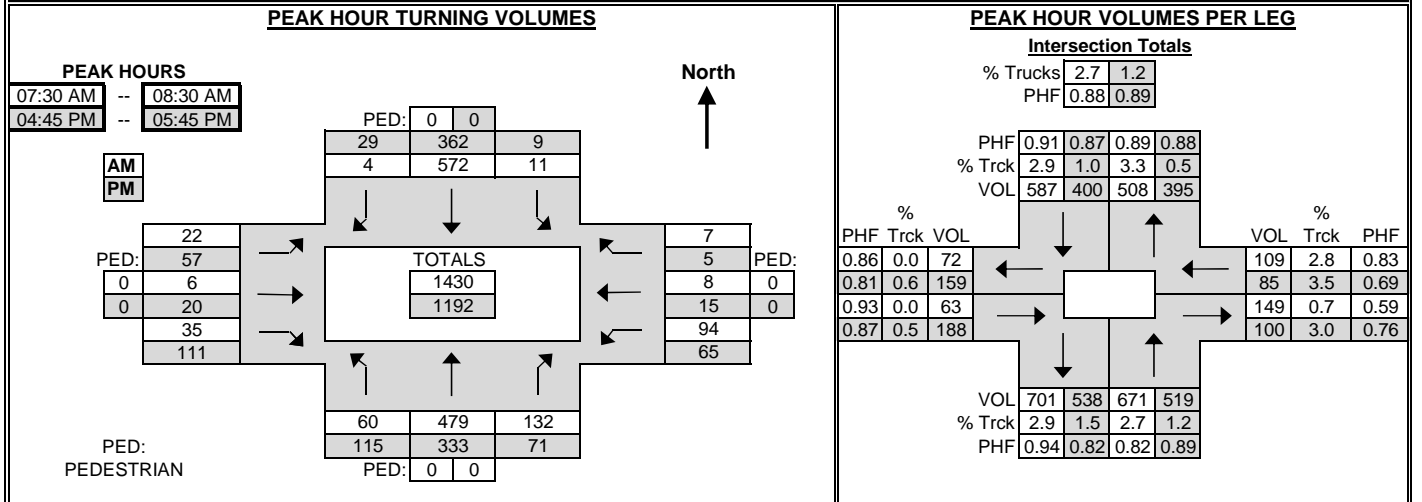 PEAK HOUR TURNING VOLUMES
PEAK HOURS
07:30 AM -- 08:30 AM
04:45 PM -- 05:45 PM
North
AM
PM
PED: 0 0
29 362 9
4 572 11
22
57
6
20
35
111
PED:
0
0
TOTALS
1430
1192
7
5
8
15
94
65
PED:
0
0
60 479 132
115 333 71
PED: 0 0
PED:
PEDESTRIAN
PEAK HOUR VOLUMES PER LEG
Intersection Totals
% Trucks 2.7 1.2
PHF 0.88 0.89
PHF 0.91 0.87 0.89 0.88
% Trck 2.9 1.0 3.3 0.5
VOL 587 400 508 395
%
PHF Trck VOL
0.86 0.0 72
0.81 0.6 159
0.93 0.0 63
0.87 0.5 188
%
VOL Trck PHF
109 2.8 0.83
85 3.5 0.69
149 0.7 0.59
100 3.0 0.76
VOL 701 538 671 519
% Trck 2.9 1.5 2.7 1.2
PHF 0.94 0.82 0.82 0.89